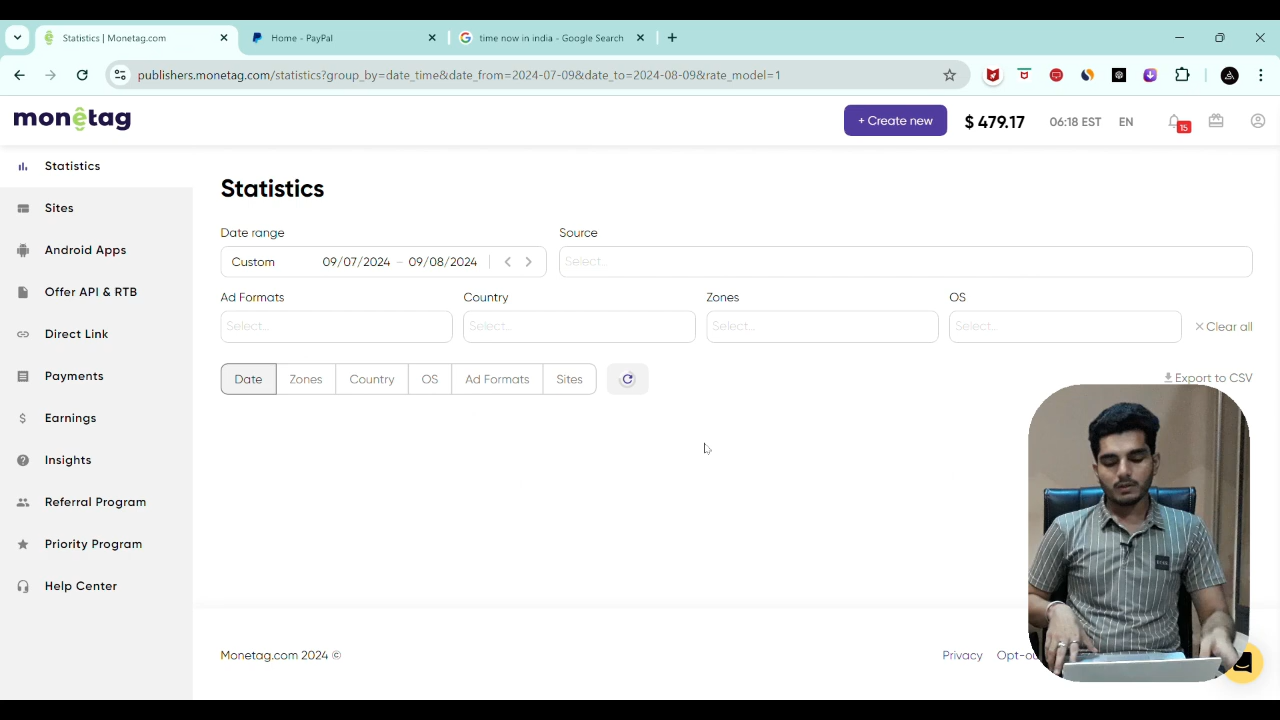 Statistics | Monetag.com
Home - PayPal
time now in india - Google Search
publishers.monetag.com/statistics?group_by=date_time&date_from=2024-07-09&date_to=2024-08-09&rate_model=1
monetag
+ Create new
$ 479.17
06:18 EST
EN
15
Statistics
Sites
Android Apps
Offer API & RTB
Direct Link
Payments
Earnings
Insights
Referral Program
Priority Program
Help Center
Statistics
Date range
Source
Custom
09/07/2024 – 09/08/2024
Select...
Ad Formats
Country
Zones
OS
Select...
Select...
Select...
Select...
Clear all
Date
Zones
Country
OS
Ad Formats
Sites
Export to CSV
Monetag.com 2024 ©
Privacy